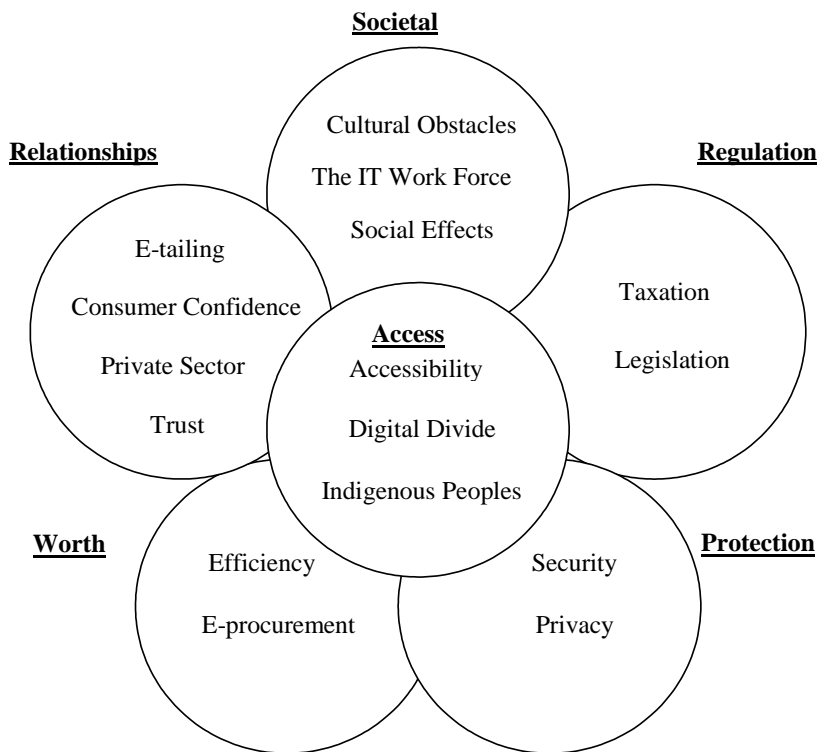 Societal
Cultural Obstacles
The IT Work Force
Social Effects
Relationships
E-tailing
Consumer Confidence
Private Sector
Trust
Regulation
Taxation
Legislation
Access
Accessibility
Digital Divide
Indigenous Peoples
Worth
Efficiency
E-procurement
Protection
Security
Privacy